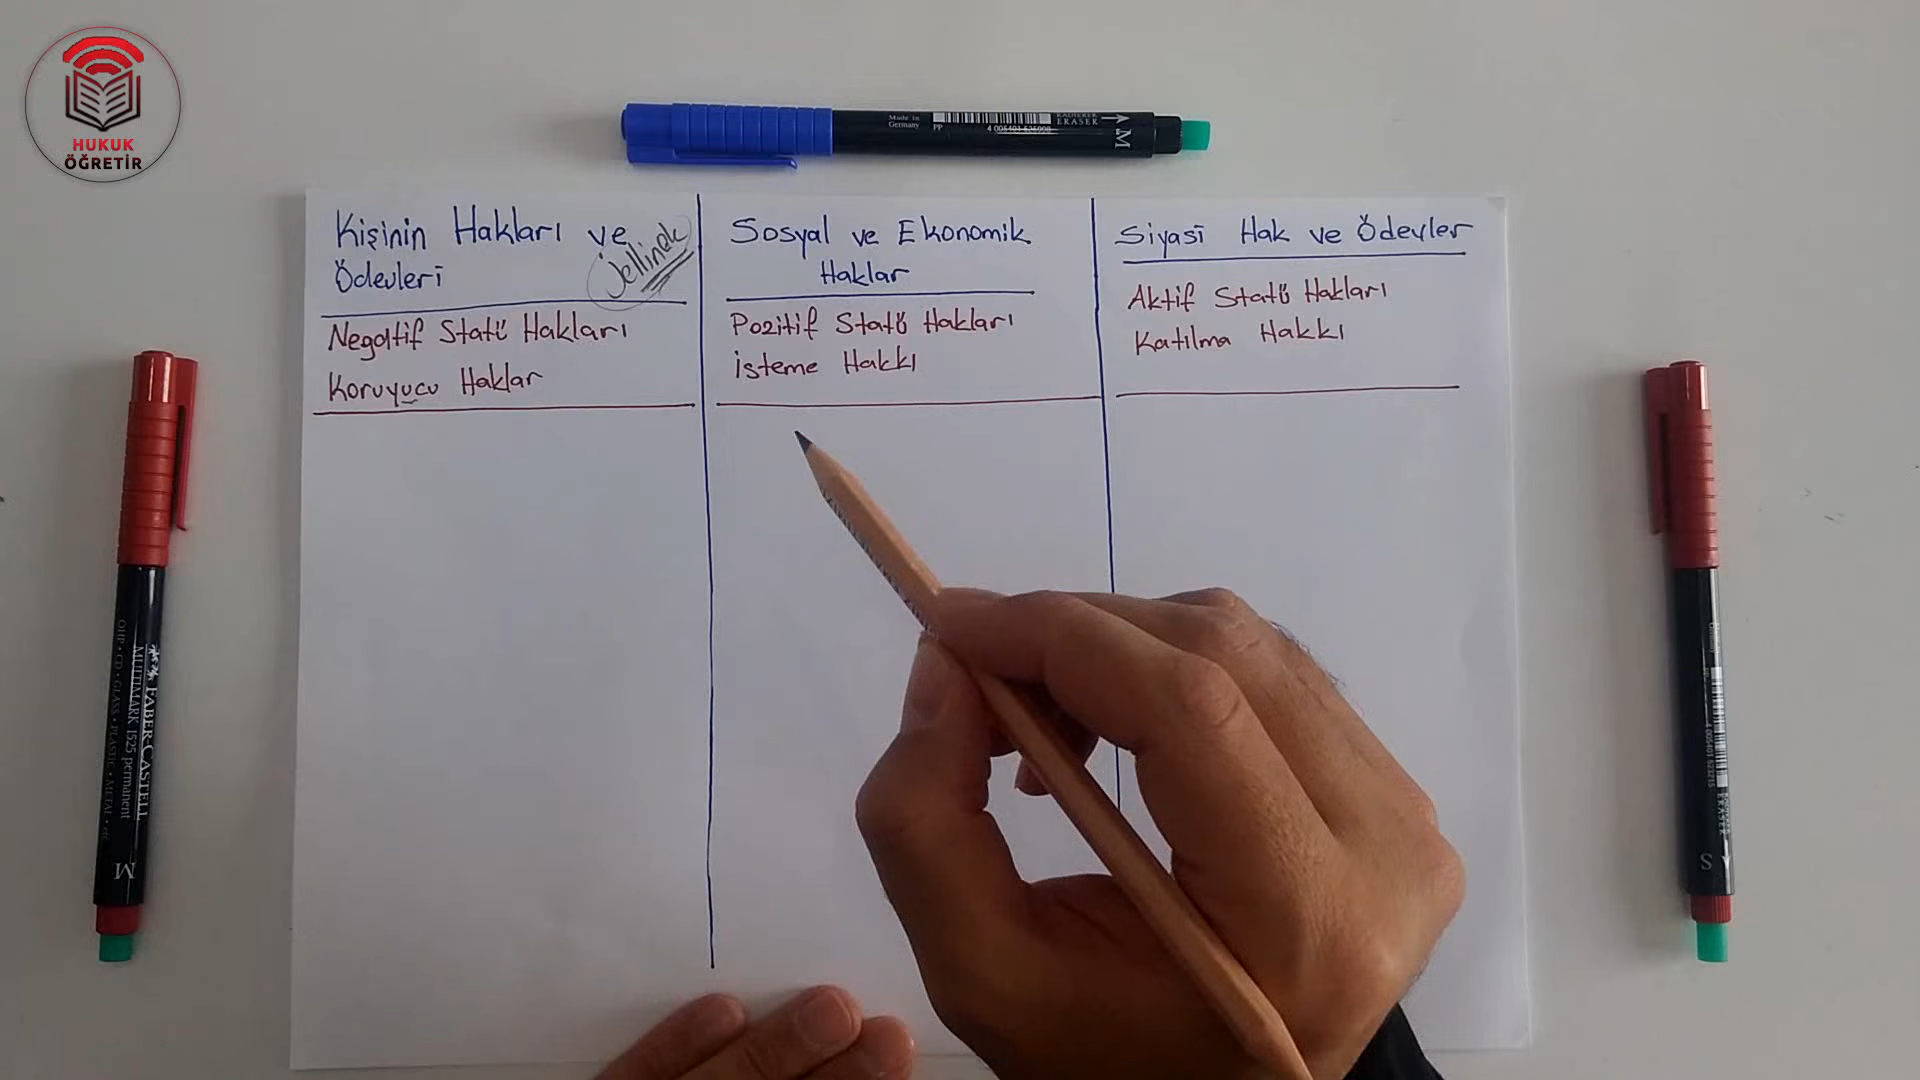 HUKUK
ÖĞRETİR
Made in
Germany
PP
ERASER
M
Kişinin Hakları ve
Ödevleri
Jellinek
Negatif Statü Hakları
Koruyucu Haklar
Sosyal ve Ekonomik
Haklar
Pozitif Statü Hakları
İsteme Hakkı
Siyasî Hak ve Ödevler
Aktif Statü Hakları
Katılma Hakkı
FABER-CASTELL
MULTIMARK 1525 permanent
OHP • CD • GLASS • PLASTIC • METAL • etc.
M
S